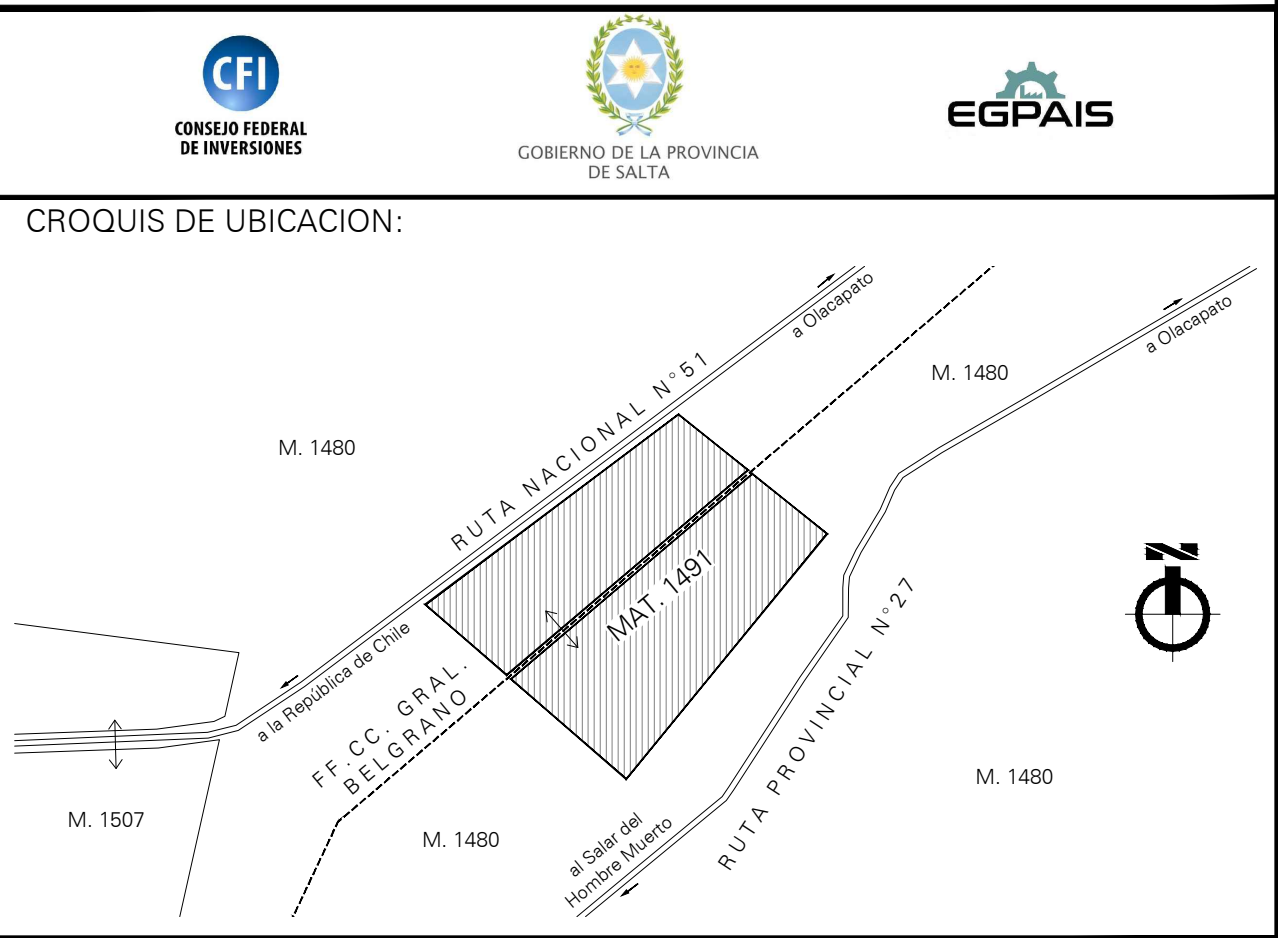 CFI
CONSEJO FEDERAL
DE INVERSIONES
GOBIERNO DE LA PROVINCIA
DE SALTA
EGPAIS
CROQUIS DE UBICACION:
a Olacapato
a Olacapato
M. 1480
RUTA NACIONAL N°51
M. 1480
MAT. 1491
N
a la República de Chile
FF.CC. GRAL.
BELGRANO
RUTA PROVINCIAL N°27
M. 1507
M. 1480
M. 1480
al Salar del
Hombre Muerto